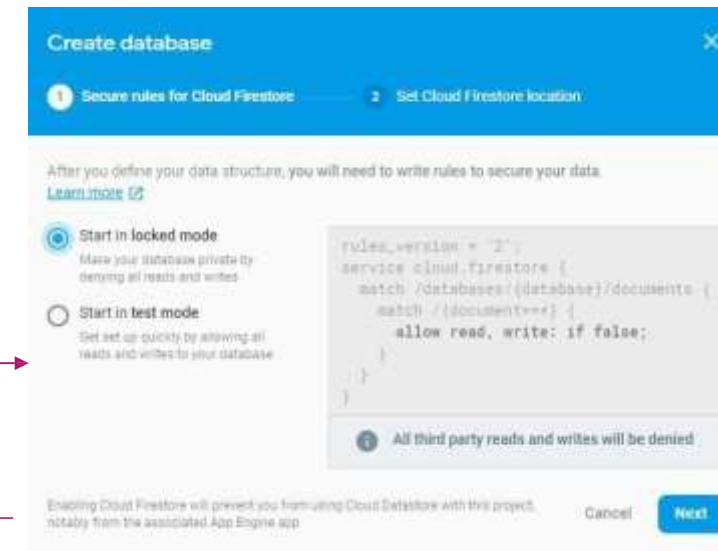 Create database
1 Secure rules for Cloud Firestore
2 Set Cloud Firestore location
After you define your data structure, you will need to write rules to secure your data.
Learn more
Start in locked mode
Make your database private by
denying all reads and writes
Start in test mode
Get set up quickly by allowing all
reads and writes to your database
rules_version = '2';
service cloud.firestore {
match /databases/{database}/documents {
match /{document=**} {
allow read, write: if false;
}
}
}
All third party reads and writes will be denied
Enabling Cloud Firestore will prevent you from using Cloud Datastore with this project,
notably from the associated App Engine app
Cancel
Next